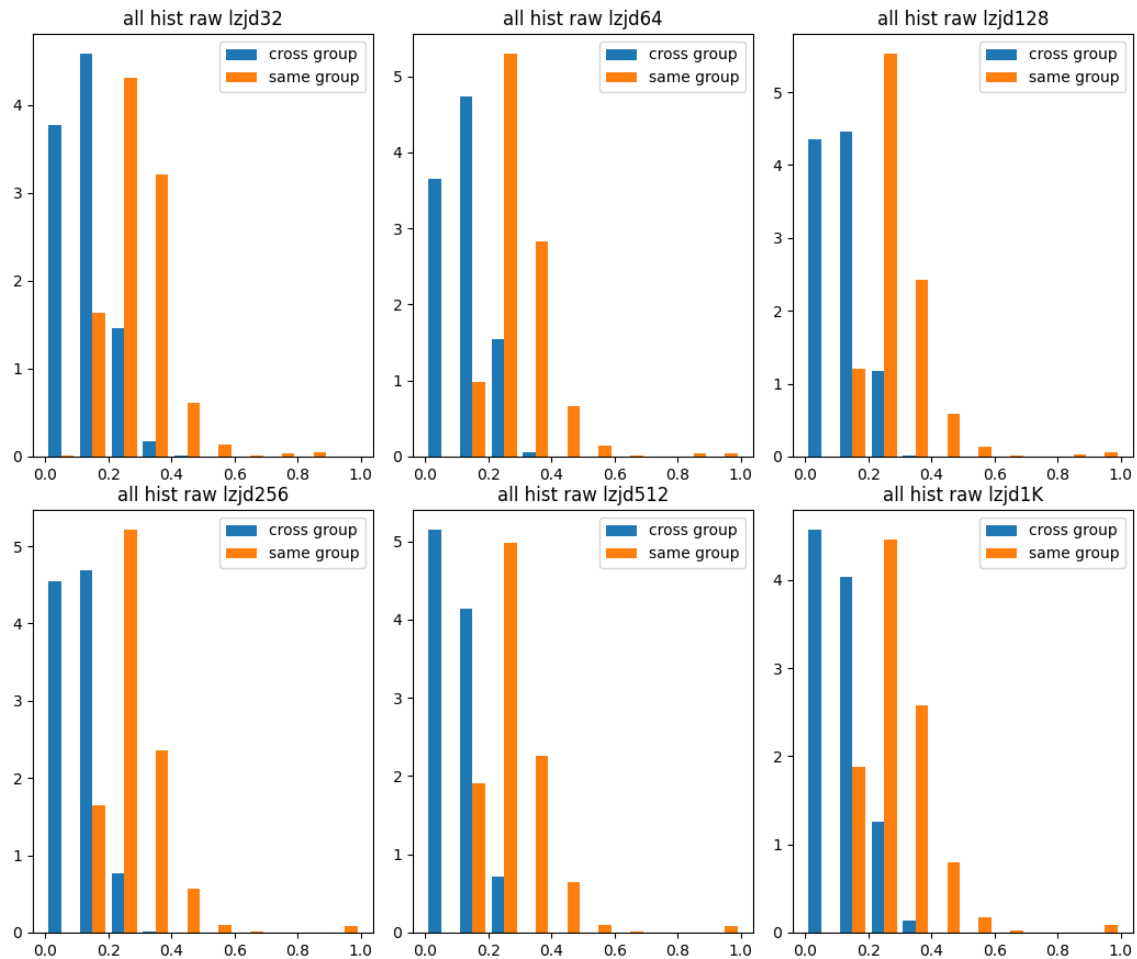 all hist raw lzjd32
cross group
same group
4
3
2
1
0
0.0 0.2 0.4 0.6 0.8 1.0
all hist raw lzjd64
cross group
same group
5
4
3
2
1
0
0.0 0.2 0.4 0.6 0.8 1.0
all hist raw lzjd128
cross group
same group
5
4
3
2
1
0
0.0 0.2 0.4 0.6 0.8 1.0
all hist raw lzjd256
cross group
same group
5
4
3
2
1
0
0.0 0.2 0.4 0.6 0.8 1.0
all hist raw lzjd512
cross group
same group
5
4
3
2
1
0
0.0 0.2 0.4 0.6 0.8 1.0
all hist raw lzjd1K
cross group
same group
4
3
2
1
0
0.0 0.2 0.4 0.6 0.8 1.0